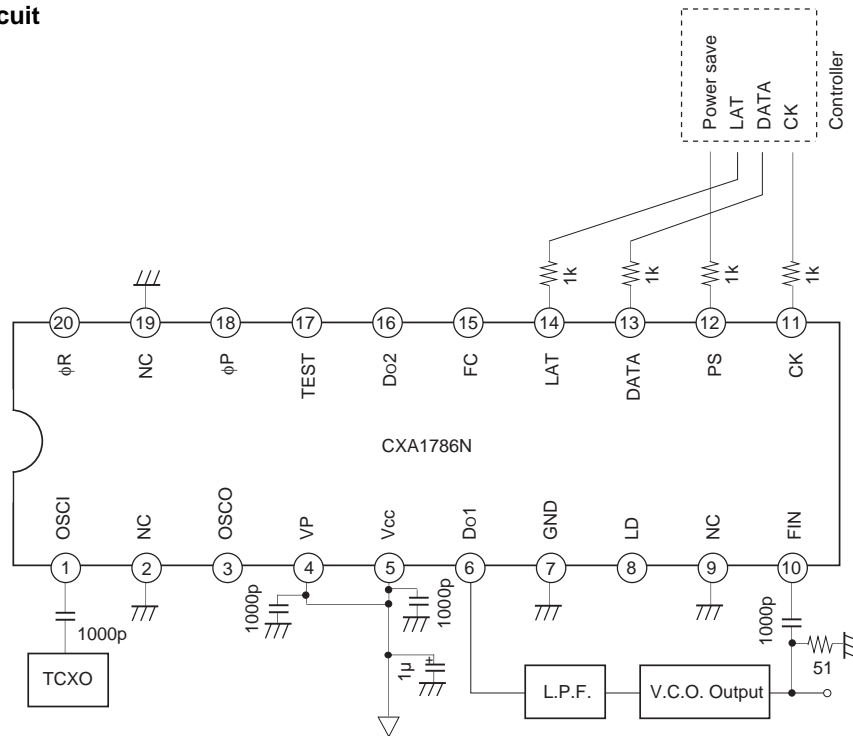 cuit
Power save
LAT
DATA
CK
Controller
1k
1k
1k
1k
20
19
18
17
16
15
14
13
12
11
φR
NC
φP
TEST
Do2
FC
LAT
DATA
PS
CK
CXA1786N
OSCI
NC
OSCO
VP
Vcc
Do1
GND
LD
NC
FIN
1
2
3
4
5
6
7
8
9
10
1000p
1000p
1000p
1000p
1µ
+
51
TCXO
L.P.F.
V.C.O. Output